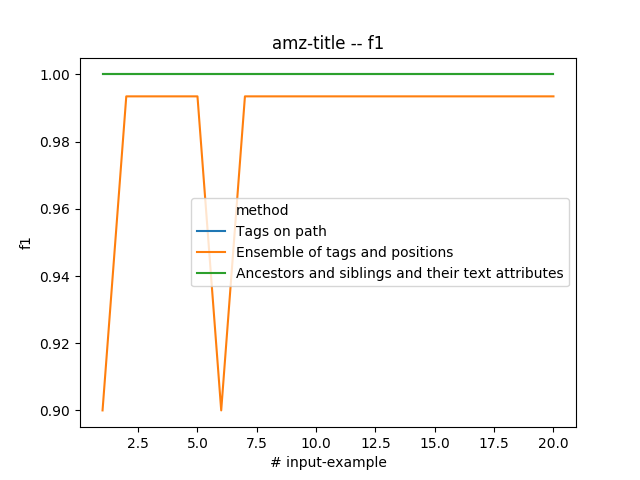 amz-title -- f1
1.00
0.98
0.96
0.94
0.92
0.90
f1
method
Tags on path
Ensemble of tags and positions
Ancestors and siblings and their text attributes
2.5 5.0 7.5 10.0 12.5 15.0 17.5 20.0
# input-example